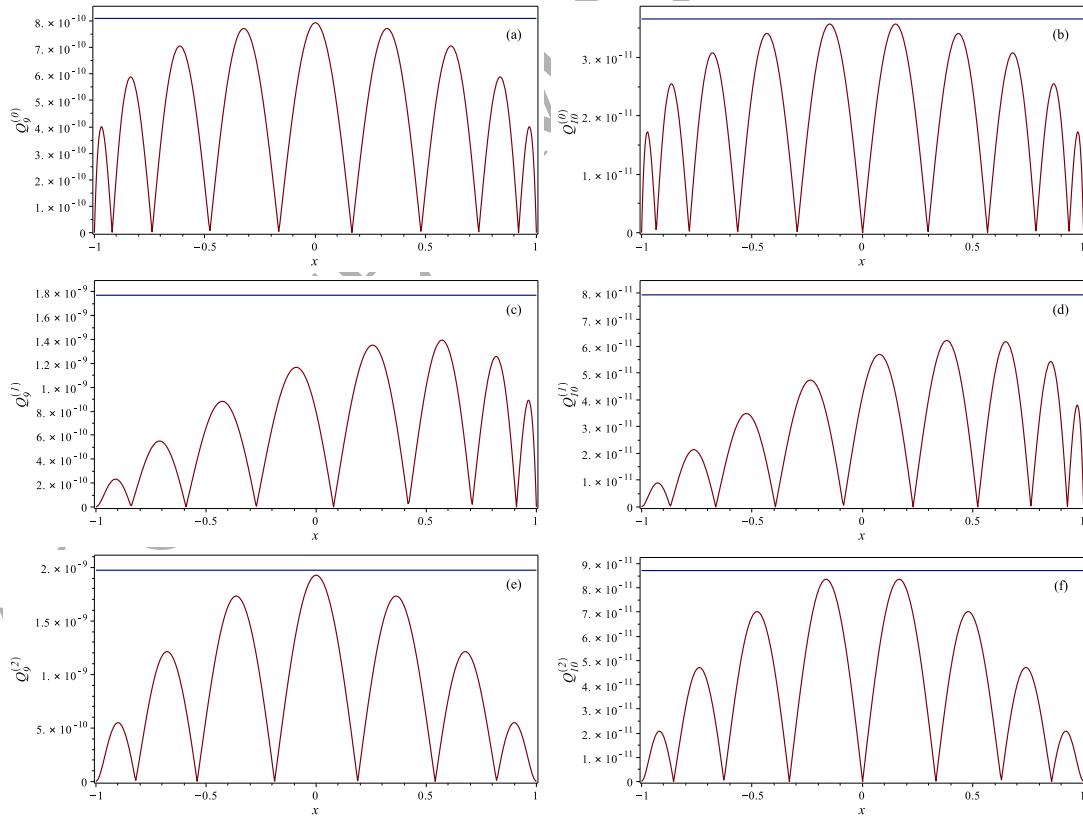 8. × 10^-10
7. × 10^-10
6. × 10^-10
5. × 10^-10
4. × 10^-10
3. × 10^-10
2. × 10^-10
1. × 10^-10
0
Q_9^(0)
(a)
−1 −0.5 0 0.5 1
x
3. × 10^-11
2. × 10^-11
1. × 10^-11
0
Q_10^(0)
(b)
−1 −0.5 0 0.5 1
x
1.8 × 10^-9
1.6 × 10^-9
1.4 × 10^-9
1.2 × 10^-9
1. × 10^-9
8. × 10^-10
6. × 10^-10
4. × 10^-10
2. × 10^-10
0
Q_9^(1)
(c)
−1 −0.5 0 0.5 1
x
8. × 10^-11
7. × 10^-11
6. × 10^-11
5. × 10^-11
4. × 10^-11
3. × 10^-11
2. × 10^-11
1. × 10^-11
0
Q_10^(1)
(d)
−1 −0.5 0 0.5 1
x
2. × 10^-9
1.5 × 10^-9
1. × 10^-9
5. × 10^-10
0
Q_9^(2)
(e)
−1 −0.5 0 0.5 1
x
9. × 10^-11
8. × 10^-11
7. × 10^-11
6. × 10^-11
5. × 10^-11
4. × 10^-11
3. × 10^-11
2. × 10^-11
1. × 10^-11
0
Q_10^(2)
(f)
−1 −0.5 0 0.5 1
x